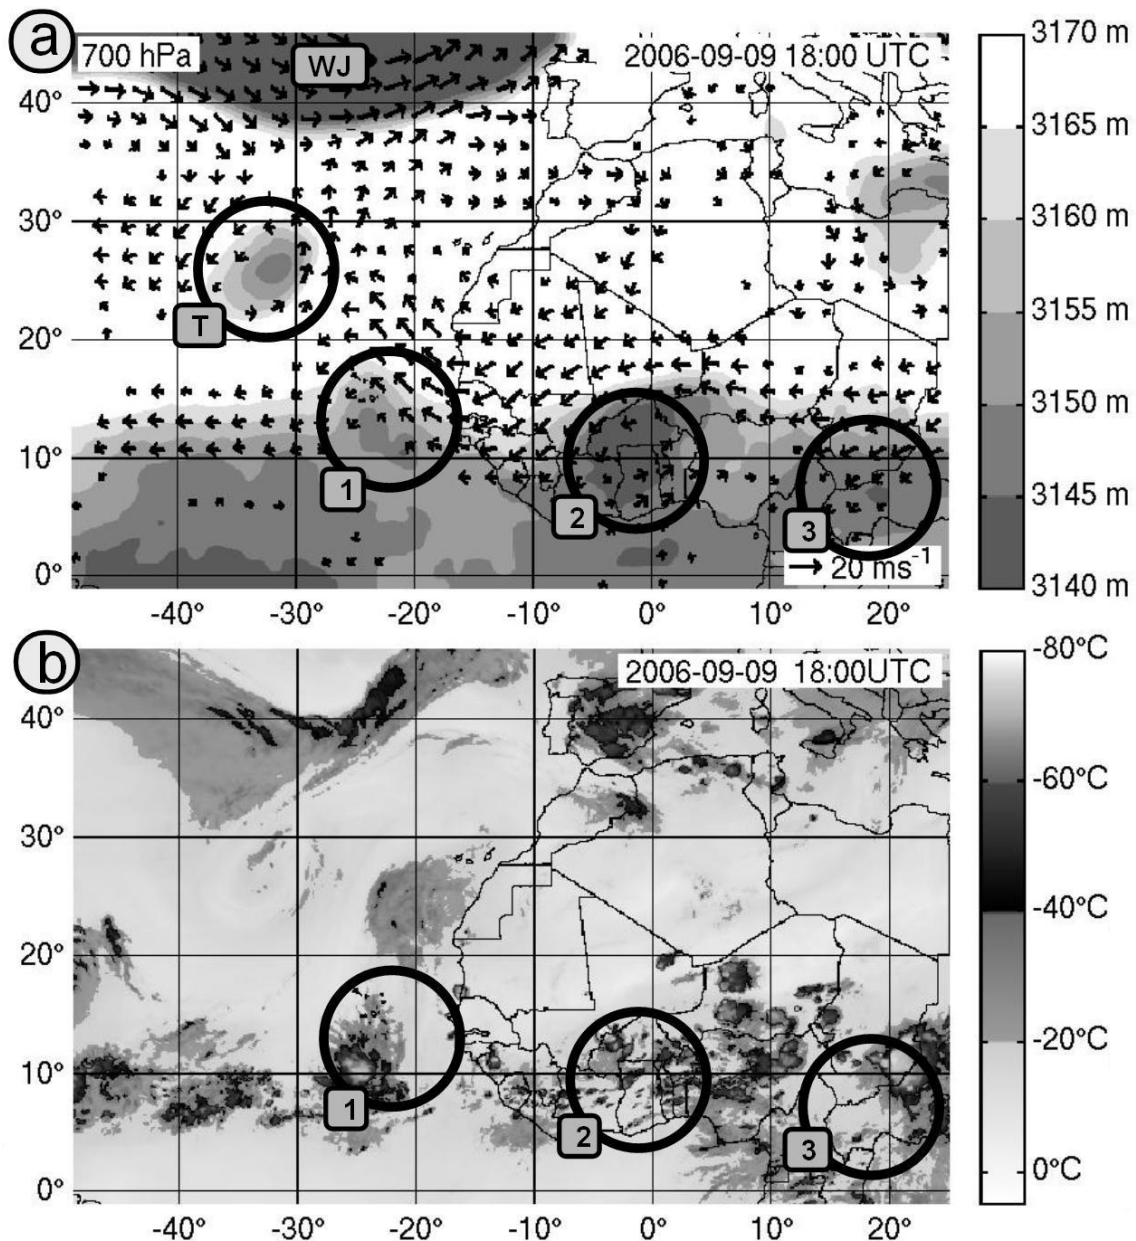 a
700 hPa
WJ
2006-09-09 18:00 UTC
3170 m
40°
3165 m
3160 m
30°
3155 m
T
20°
3150 m
10°
1
2
3
3145 m
0°
20 ms⁻¹
3140 m
-40° -30° -20° -10° 0° 10° 20°
b
2006-09-09 18:00UTC
-80°C
40°
-60°C
30°
-40°C
20°
-20°C
10°
1
2
3
0°C
0°
-40° -30° -20° -10° 0° 10° 20°